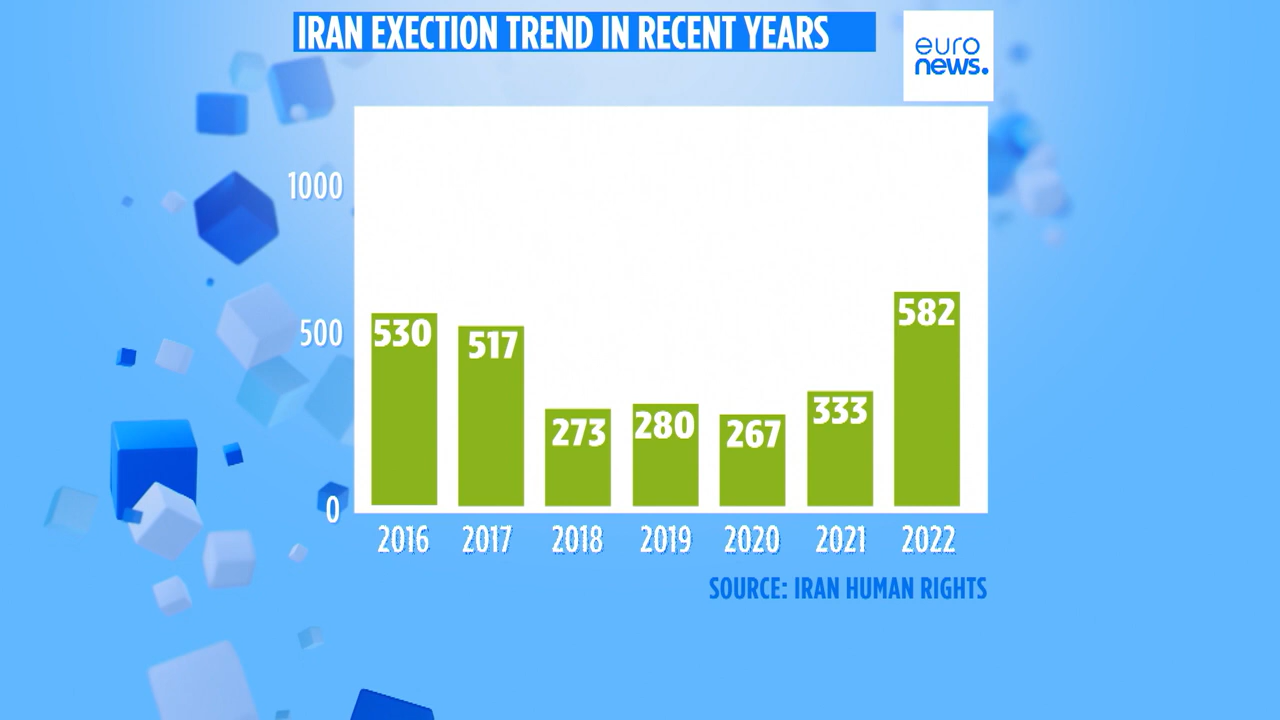 IRAN EXECTION TREND IN RECENT YEARS
euro
news.
1000
500
0
530
517
273
280
267
333
582
2016 2017 2018 2019 2020 2021 2022
SOURCE: IRAN HUMAN RIGHTS